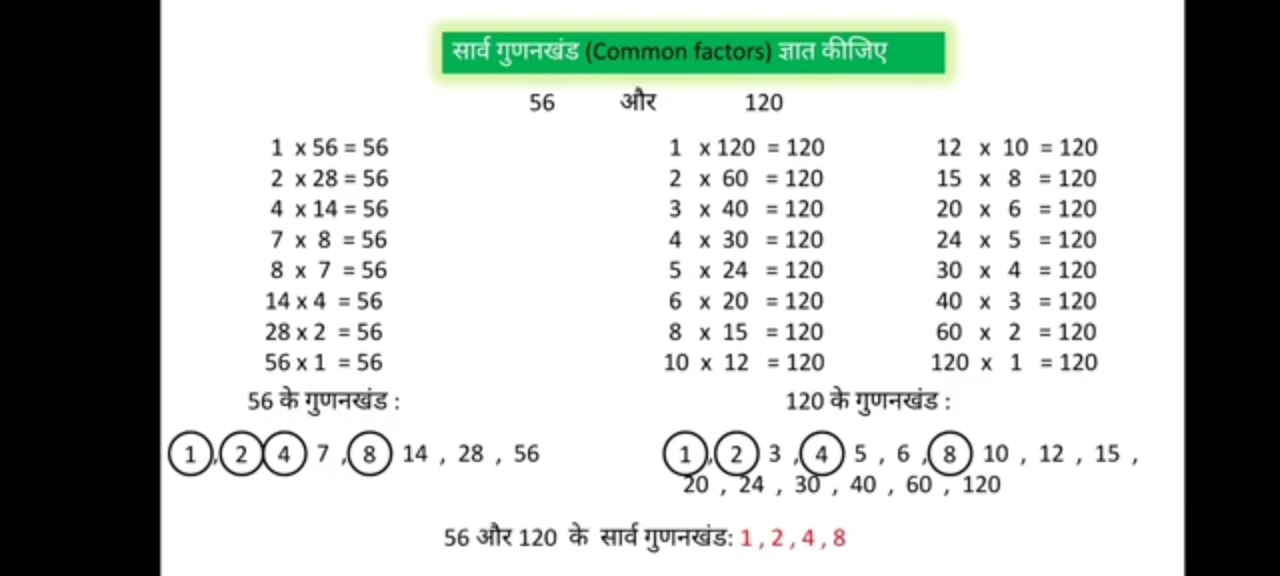 सार्व गुणनखंड (Common factors) ज्ञात कीजिए
56 और 120
1 x 56 = 56
2 x 28 = 56
4 x 14 = 56
7 x 8 = 56
8 x 7 = 56
14 x 4 = 56
28 x 2 = 56
56 x 1 = 56
1 x 120 = 120
2 x 60 = 120
3 x 40 = 120
4 x 30 = 120
5 x 24 = 120
6 x 20 = 120
8 x 15 = 120
10 x 12 = 120
12 x 10 = 120
15 x 8 = 120
20 x 6 = 120
24 x 5 = 120
30 x 4 = 120
40 x 3 = 120
60 x 2 = 120
120 x 1 = 120
56 के गुणनखंड :
1 , 2 4 7 , 8 14 , 28 , 56
120 के गुणनखंड :
1 , 2 3 , 4 5 , 6 , 8 10 , 12 , 15 ,
20 , 24 , 30 , 40 , 60 , 120
56 और 120 के सार्व गुणनखंड: 1 , 2 , 4 , 8